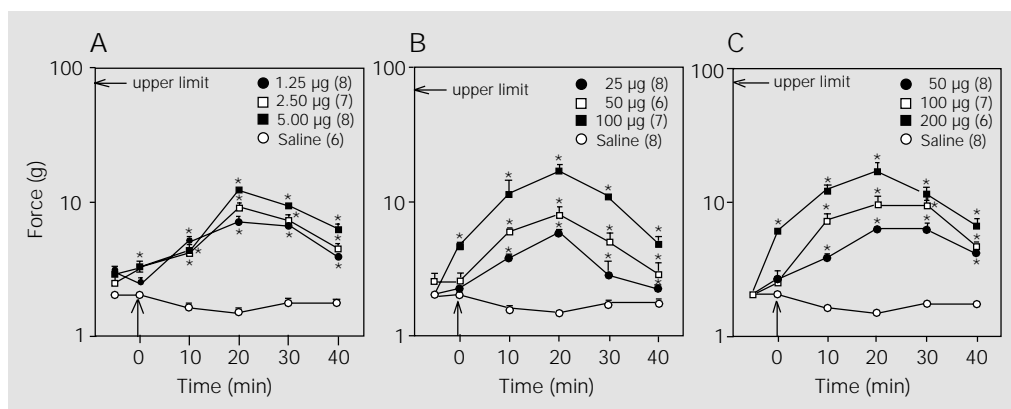 A
100
10
1
Force (g)
upper limit
1.25 µg (8)
2.50 µg (7)
5.00 µg (8)
Saline (6)
* * * * * * * * * * * *
0 10 20 30 40
Time (min)
B
100
10
1
upper limit
25 µg (8)
50 µg (6)
100 µg (7)
Saline (8)
0 10 20 30 40
Time (min)
C
100
10
1
upper limit
50 µg (8)
100 µg (7)
200 µg (6)
Saline (8)
0 10 20 30 40
Time (min)